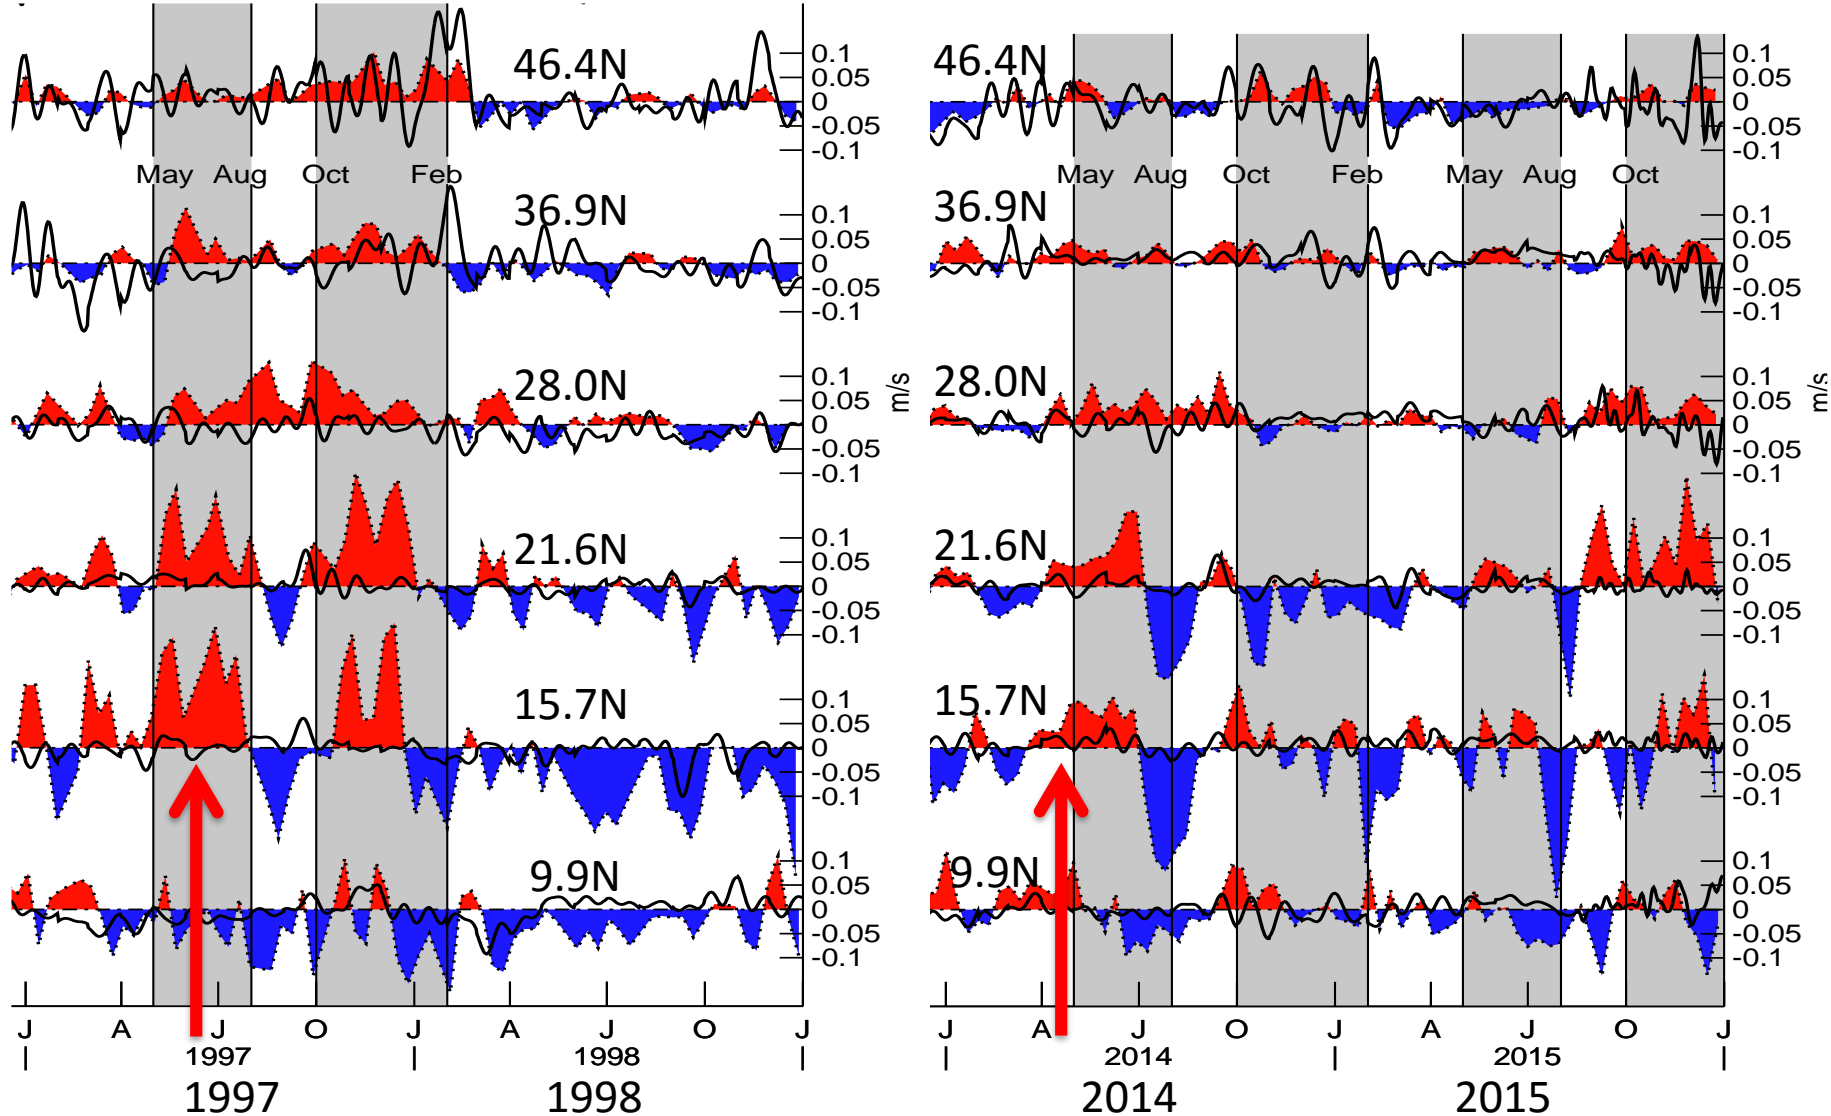 46.4N 0.1 0.05 0 -0.05 -0.1
May Aug Oct Feb
36.9N 0.1 0.05 0 -0.05 -0.1
28.0N 0.1 0.05 0 -0.05 -0.1
m/s
21.6N 0.1 0.05 0 -0.05 -0.1
15.7N 0.1 0.05 0 -0.05 -0.1
9.9N 0.1 0.05 0 -0.05 -0.1
J A J O J A J O J
1997 1998
1997 1998
46.4N 0.1 0.05 0 -0.05 -0.1
May Aug Oct Feb May Aug Oct
36.9N 0.1 0.05 0 -0.05 -0.1
28.0N 0.1 0.05 0 -0.05 -0.1
m/s
21.6N 0.1 0.05 0 -0.05 -0.1
15.7N 0.1 0.05 0 -0.05 -0.1
9.9N 0.1 0.05 0 -0.05 -0.1
J A J O J A J O J
2014 2015
2014 2015